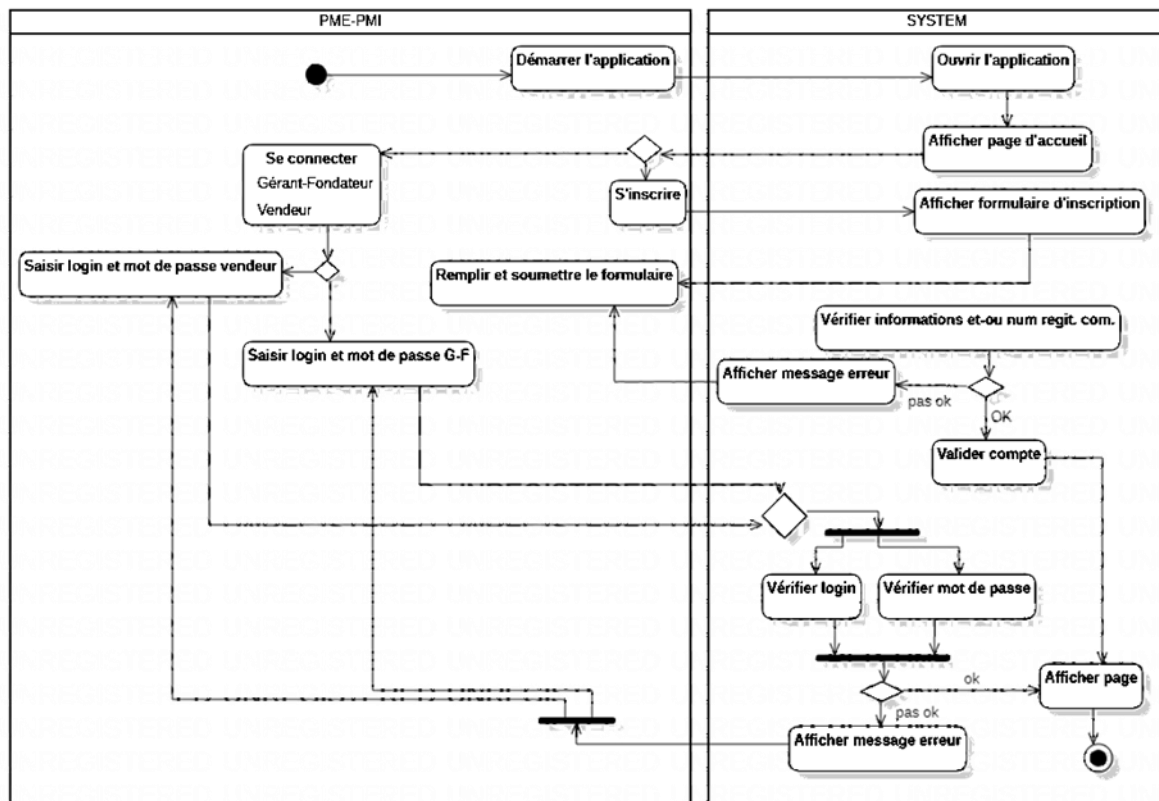 PME-PMI
SYSTEM
Démarrer l'application
Ouvrir l'application
Afficher page d'accueil
Se connecter
Gérant-Fondateur
Vendeur
S'inscrire
Afficher formulaire d'inscription
Saisir login et mot de passe vendeur
Remplir et soumettre le formulaire
Vérifier informations et-ou num regit. com.
Saisir login et mot de passe G-F
Afficher message erreur
pas ok
OK
Valider compte
Vérifier login
Vérifier mot de passe
ok
Afficher page
pas ok
Afficher message erreur